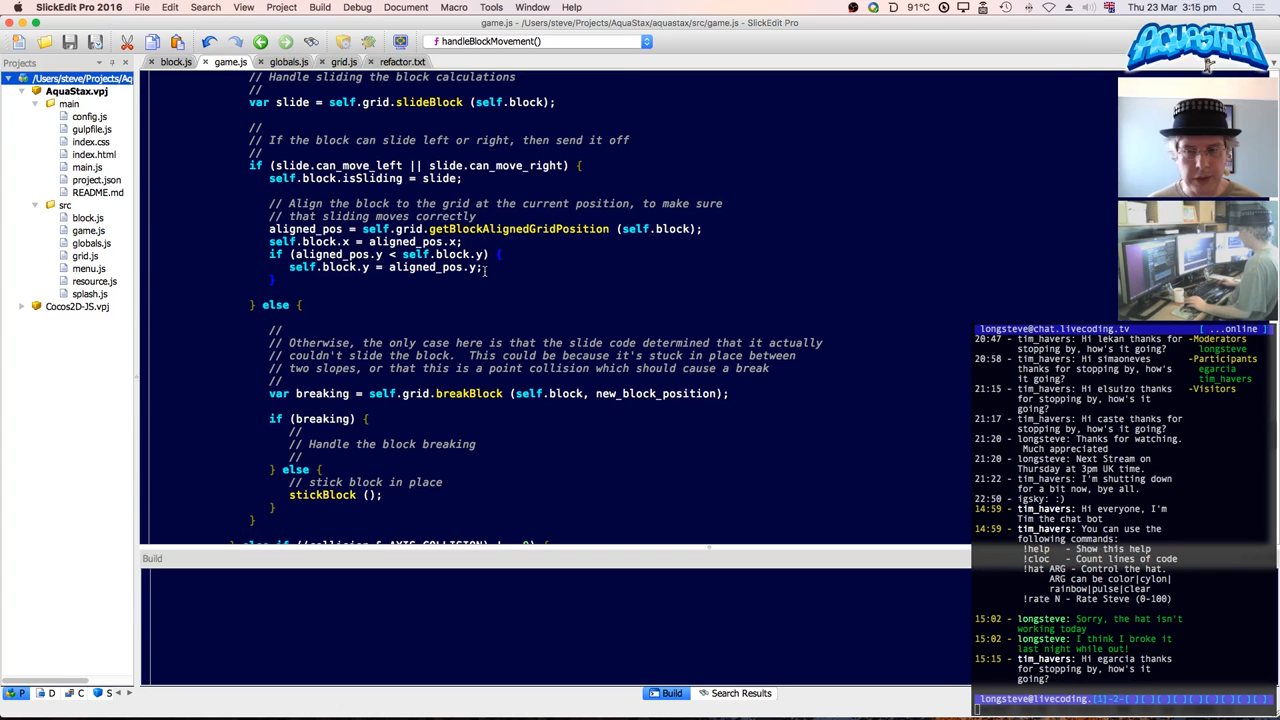 SlickEdit Pro 2016 File Edit Search View Project Build Debug Document Macro Tools Window Help 91°C Thu 23 Mar 3:15 pm
game.js - /Users/steve/Projects/AquaStax/aquastax/src/game.js - SlickEdit Pro
handleBlockMovement()
AQUASTAX
Projects
block.js game.js globals.js grid.js refactor.txt
/Users/steve/Projects/Aqu
AquaStax.vpj
main
config.js
gulpfile.js
index.css
index.html
main.js
project.json
README.md
src
block.js
game.js
globals.js
grid.js
menu.js
resource.js
splash.js
Cocos2D-JS.vpj
// Handle sliding the block calculations
//
var slide = self.grid.slideBlock (self.block);
//
// If the block can slide left or right, then send it off
//
if (slide.can_move_left || slide.can_move_right) {
self.block.isSliding = slide;
// Align the block to the grid at the current position, to make sure
// that sliding moves correctly
aligned_pos = self.grid.getBlockAlignedGridPosition (self.block);
self.block.x = aligned_pos.x;
if (aligned_pos.y < self.block.y) {
self.block.y = aligned_pos.y;
}
} else {
//
// Otherwise, the only case here is that the slide code determined that it actually
// couldn't slide the block.  This could be because it's stuck in place between
// two slopes, or that this is a point collision which should cause a break
//
var breaking = self.grid.breakBlock (self.block, new_block_position);
if (breaking) {
//
// Handle the block breaking
//
} else {
// stick block in place
stickBlock ();
}
}
} else if ((collision & AXIS_COLLISION) != 0) {
Build
P D C S
Build Search Results
longsteve@chat.livecoding.tv [ ...online ]
20:47 - tim_havers: Hi lekan thanks for stopping by, how's it going?
20:58 - tim_havers: Hi simaoneves thanks for stopping by, how's it going?
21:15 - tim_havers: Hi elsuizo thanks for stopping by, how's it going?
21:17 - tim_havers: Hi caste thanks for stopping by, how's it going?
21:20 - longsteve: Thanks for watching. Much appreciated
21:20 - longsteve: Next Stream on Thursday at 3pm UK time.
21:22 - tim_havers: I'm shutting down for a bit now, bye all.
22:50 - igsky: :)
14:59 - tim_havers: Hi everyone, I'm Tim the chat bot
14:59 - tim_havers: You can use the following commands:
!help - Show this help
!cloc - Count lines of code
!hat ARG - Control the hat.
ARG can be color|cylon|
rainbow|pulse|clear
!rate N - Rate Steve (0-100)
15:02 - longsteve: Sorry, the hat isn't working today
15:02 - longsteve: I think I broke it last night while out!
15:15 - tim_havers: Hi egarcia thanks for stopping by, how's it going?
-Moderators
longsteve
-Participants
egarcia
tim_havers
-Visitors
longsteve@livecoding.[1]-2-[ ][ ][ ][ ][ ][ ][ ][ ]